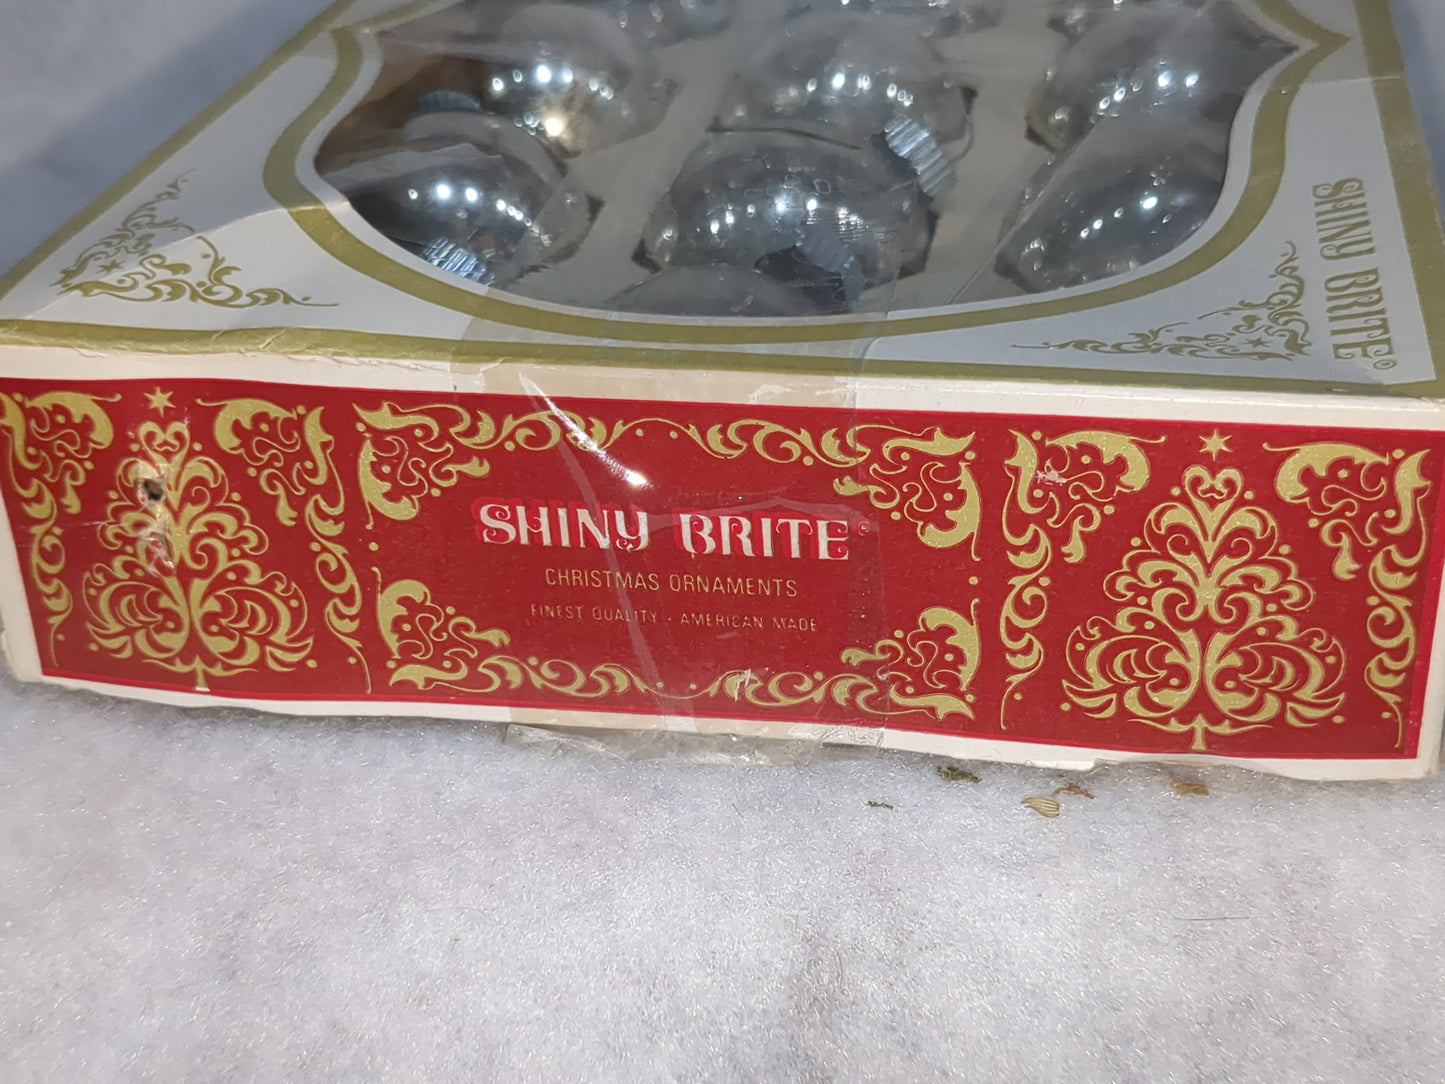 SHINY BRITE©
SHINY BRITE®
CHRISTMAS ORNAMENTS
FINEST QUALITY · AMERICAN MADE